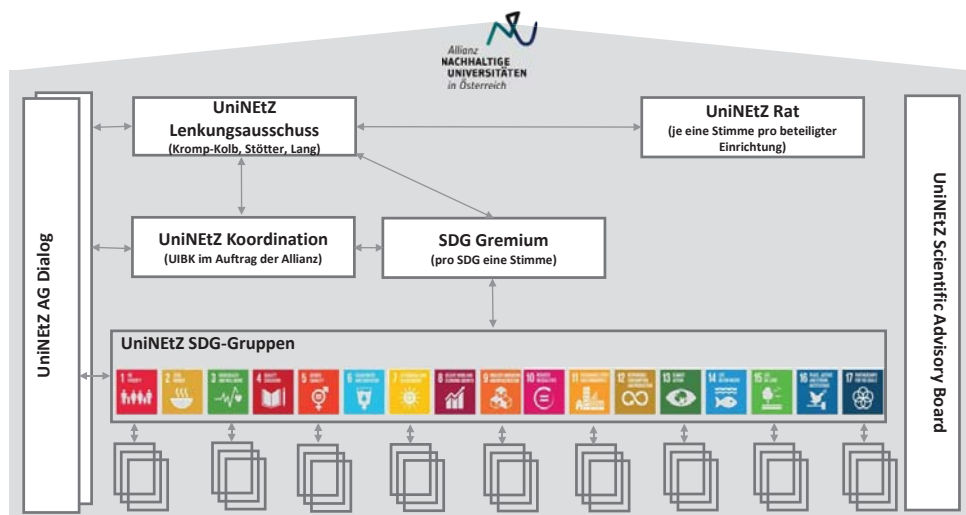 Allianz
NACHHALTIGE
UNIVERSITÄTEN
in Österreich
UniNEtZ AG Dialog
UniNEtZ
Lenkungsausschuss
(Kromp-Kolb, Stötter, Lang)
UniNEtZ Rat
(je eine Stimme pro beteiligter
Einrichtung)
UniNEtZ Koordination
(UIBK im Auftrag der Allianz)
SDG Gremium
(pro SDG eine Stimme)
UniNEtZ SDG-Gruppen
1
2
3
4
5
6
7
8
9
10
11
12
13
14
15
16
17
UniNEtZ Scientific Advisory Board